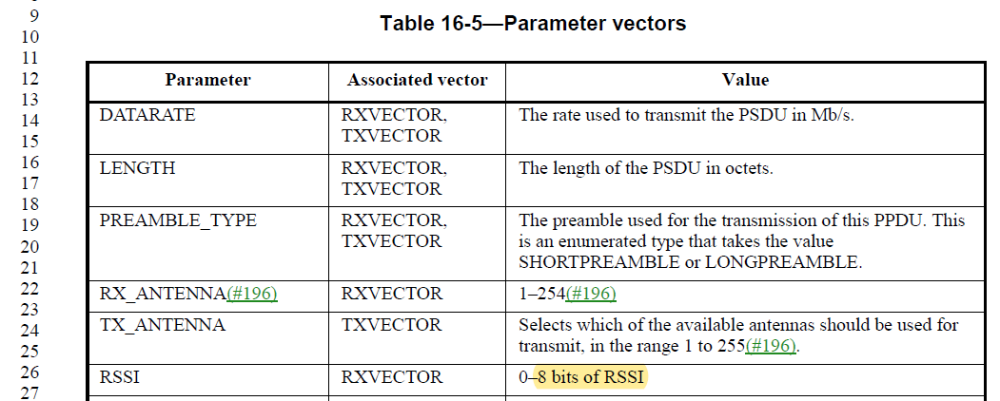 9
10
11
12
13
14
15
16
17
18
19
20
21
22
23
24
25
26
27
Table 16-5—Parameter vectors
Parameter Associated vector Value
DATARATE RXVECTOR, The rate used to transmit the PSDU in Mb/s.
TXVECTOR
LENGTH RXVECTOR, The length of the PSDU in octets.
TXVECTOR
PREAMBLE_TYPE RXVECTOR, The preamble used for the transmission of this PPDU. This
TXVECTOR is an enumerated type that takes the value
SHORTPREAMBLE or LONGPREAMBLE.
RX_ANTENNA(#196) RXVECTOR 1–254(#196)
TX_ANTENNA TXVECTOR Selects which of the available antennas should be used for
transmit, in the range 1 to 255(#196).
RSSI RXVECTOR 0–8 bits of RSSI